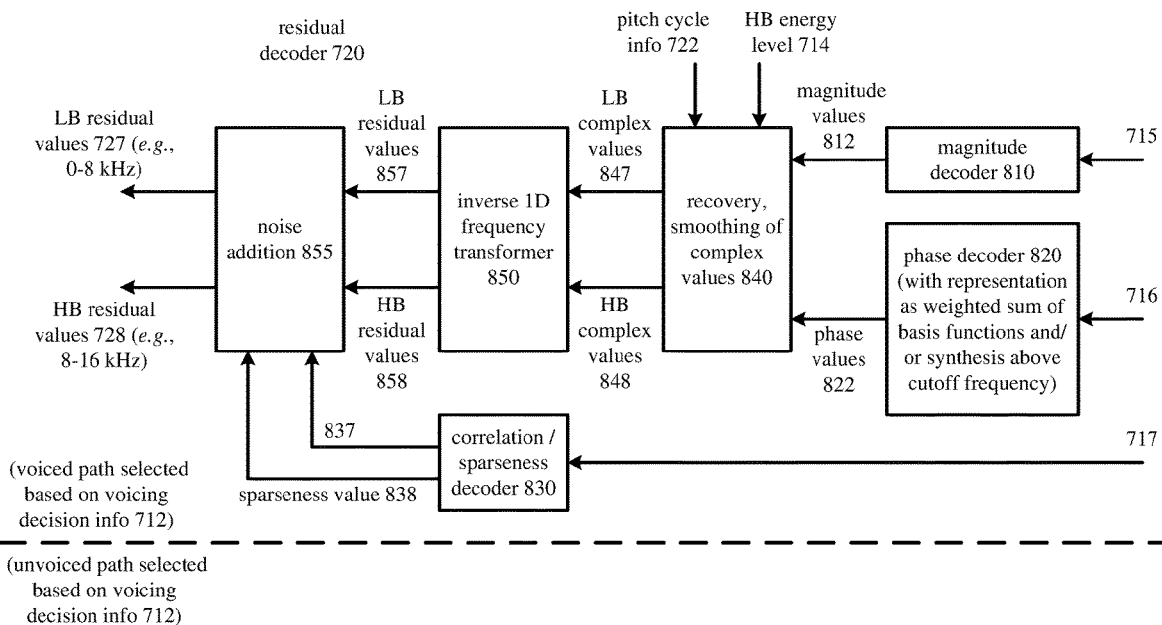 pitch cycle
info 722
HB energy
level 714
residual
decoder 720
LB residual
values 727 (e.g.,
0-8 kHz)
LB
residual
values
857
LB
complex
values
847
magnitude
values
812
715
magnitude
decoder 810
noise
addition 855
inverse 1D
frequency
transformer
850
recovery,
smoothing of
complex
values 840
phase decoder 820
(with representation
as weighted sum of
basis functions and/
or synthesis above
cutoff frequency)
716
HB residual
values 728 (e.g.,
8-16 kHz)
HB
residual
values
858
HB
complex
values
848
phase
values
822
837
correlation /
sparseness
decoder 830
717
sparseness value 838
(voiced path selected
based on voicing
decision info 712)
(unvoiced path selected
based on voicing
decision info 712)